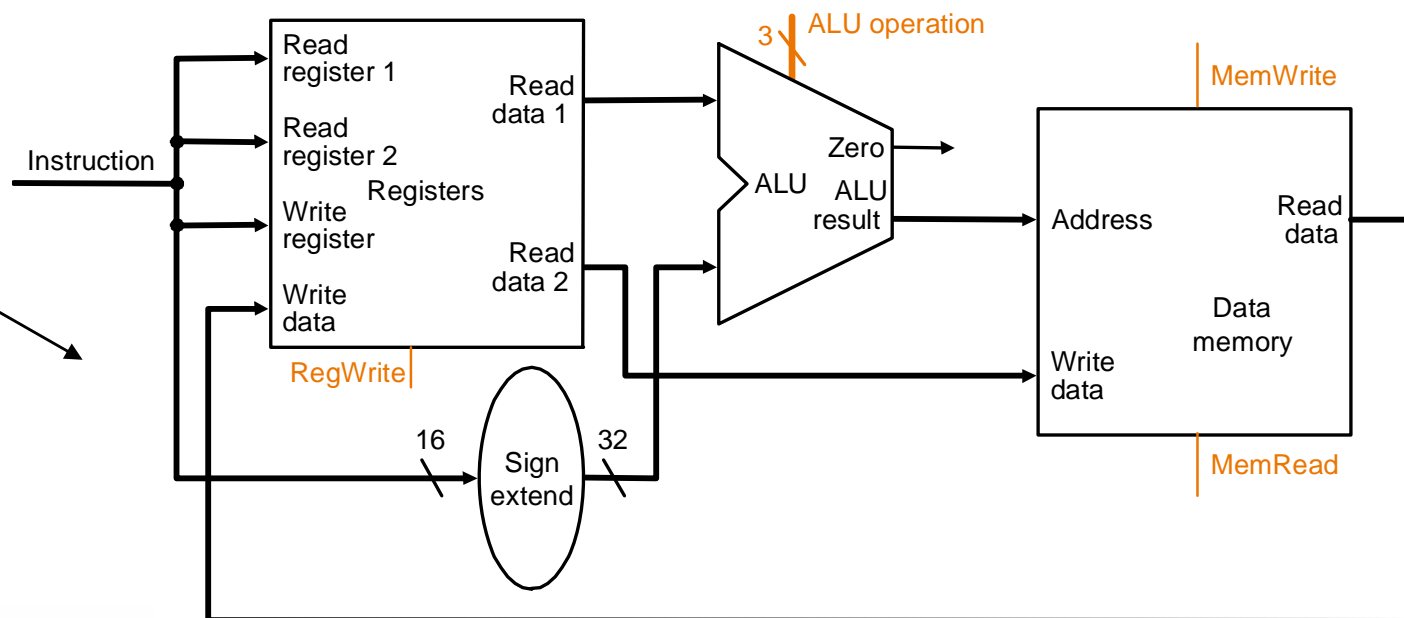 3
ALU operation
Read
register 1
Read
data 1
MemWrite
Read
register 2
Instruction
Registers
Zero
ALU
ALU
result
Write
register
Address
Read
data
Read
data 2
Write
data
Data
memory
RegWrite
Write
data
16
32
Sign
extend
MemRead